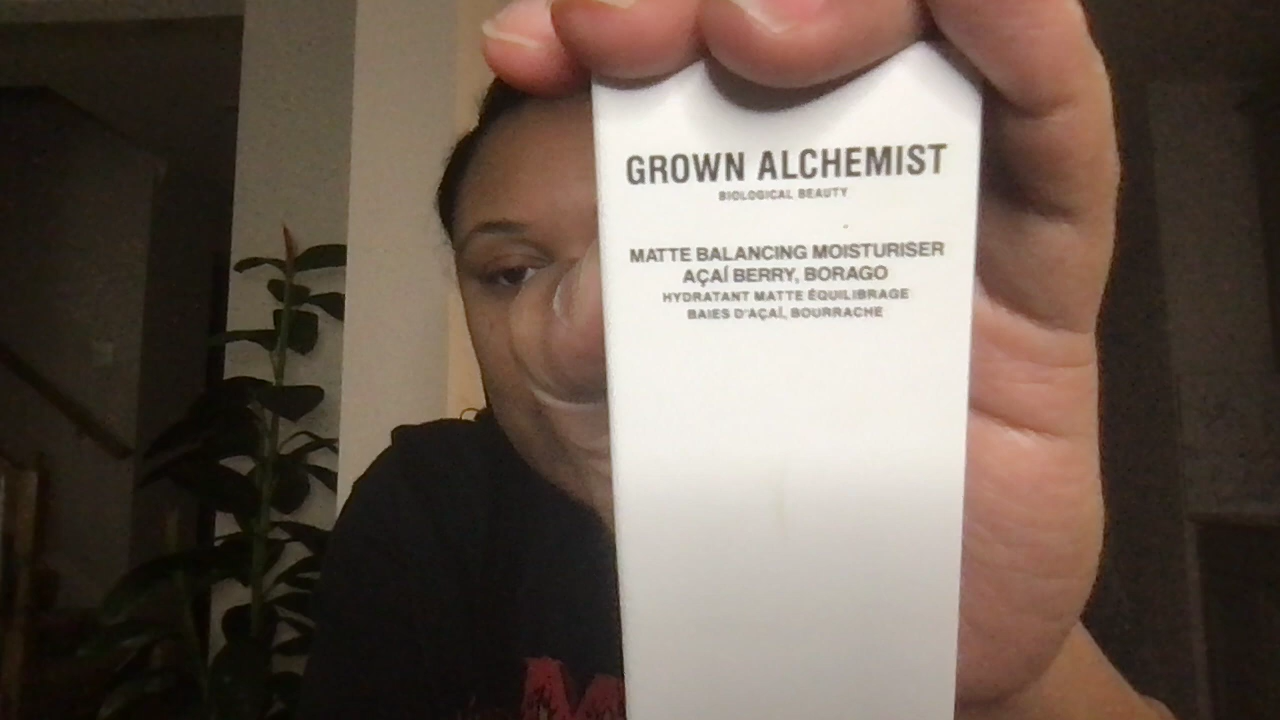 GROWN ALCHEMIST
BIOLOGICAL BEAUTY
MATTE BALANCING MOISTURISER
AÇAÍ BERRY, BORAGO
HYDRATANT MATTE ÉQUILIBRAGE
BAIES D'AÇAÍ, BOURRACHE